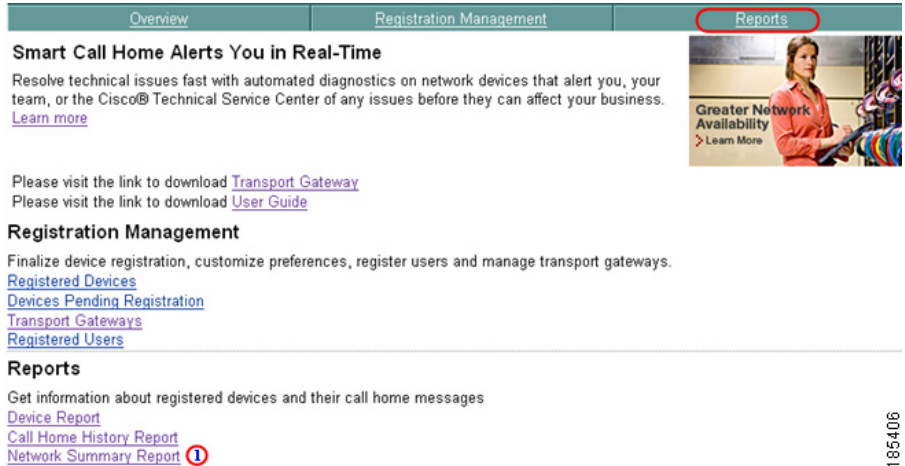 Overview
Registration Management
Reports
Smart Call Home Alerts You in Real-Time
Resolve technical issues fast with automated diagnostics on network devices that alert you, your
team, or the Cisco® Technical Service Center of any issues before they can affect your business.
Learn more
Greater Network
Availability
Learn More
Please visit the link to download Transport Gateway
Please visit the link to download User Guide
Registration Management
Finalize device registration, customize preferences, register users and manage transport gateways.
Registered Devices
Devices Pending Registration
Transport Gateways
Registered Users
Reports
Get information about registered devices and their call home messages
Device Report
Call Home History Report
Network Summary Report 1
185406